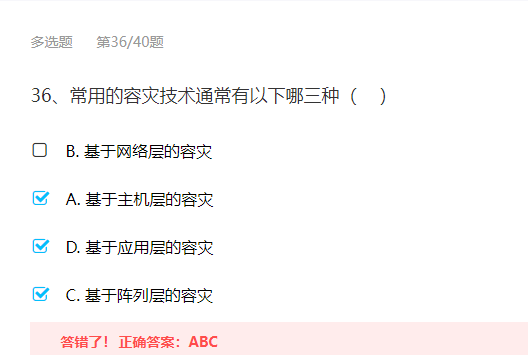 多选题 第36/40题
36、常用的容灾技术通常有以下哪三种（ ）
B. 基于网络层的容灾
A. 基于主机层的容灾
D. 基于应用层的容灾
C. 基于阵列层的容灾
答错了！正确答案：ABC